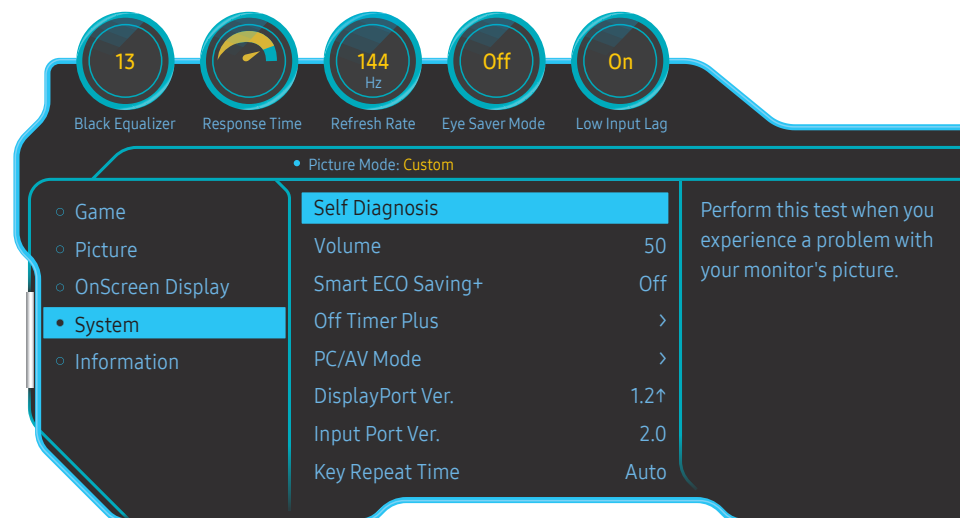 13
144
Hz
Off
On
Black Equalizer
Response Time
Refresh Rate
Eye Saver Mode
Low Input Lag
Picture Mode: Custom
Game
Picture
OnScreen Display
System
Information
Self Diagnosis
Volume 50
Smart ECO Saving+ Off
Off Timer Plus >
PC/AV Mode >
DisplayPort Ver. 1.2↑
Input Port Ver. 2.0
Key Repeat Time Auto
Perform this test when you
experience a problem with
your monitor's picture.